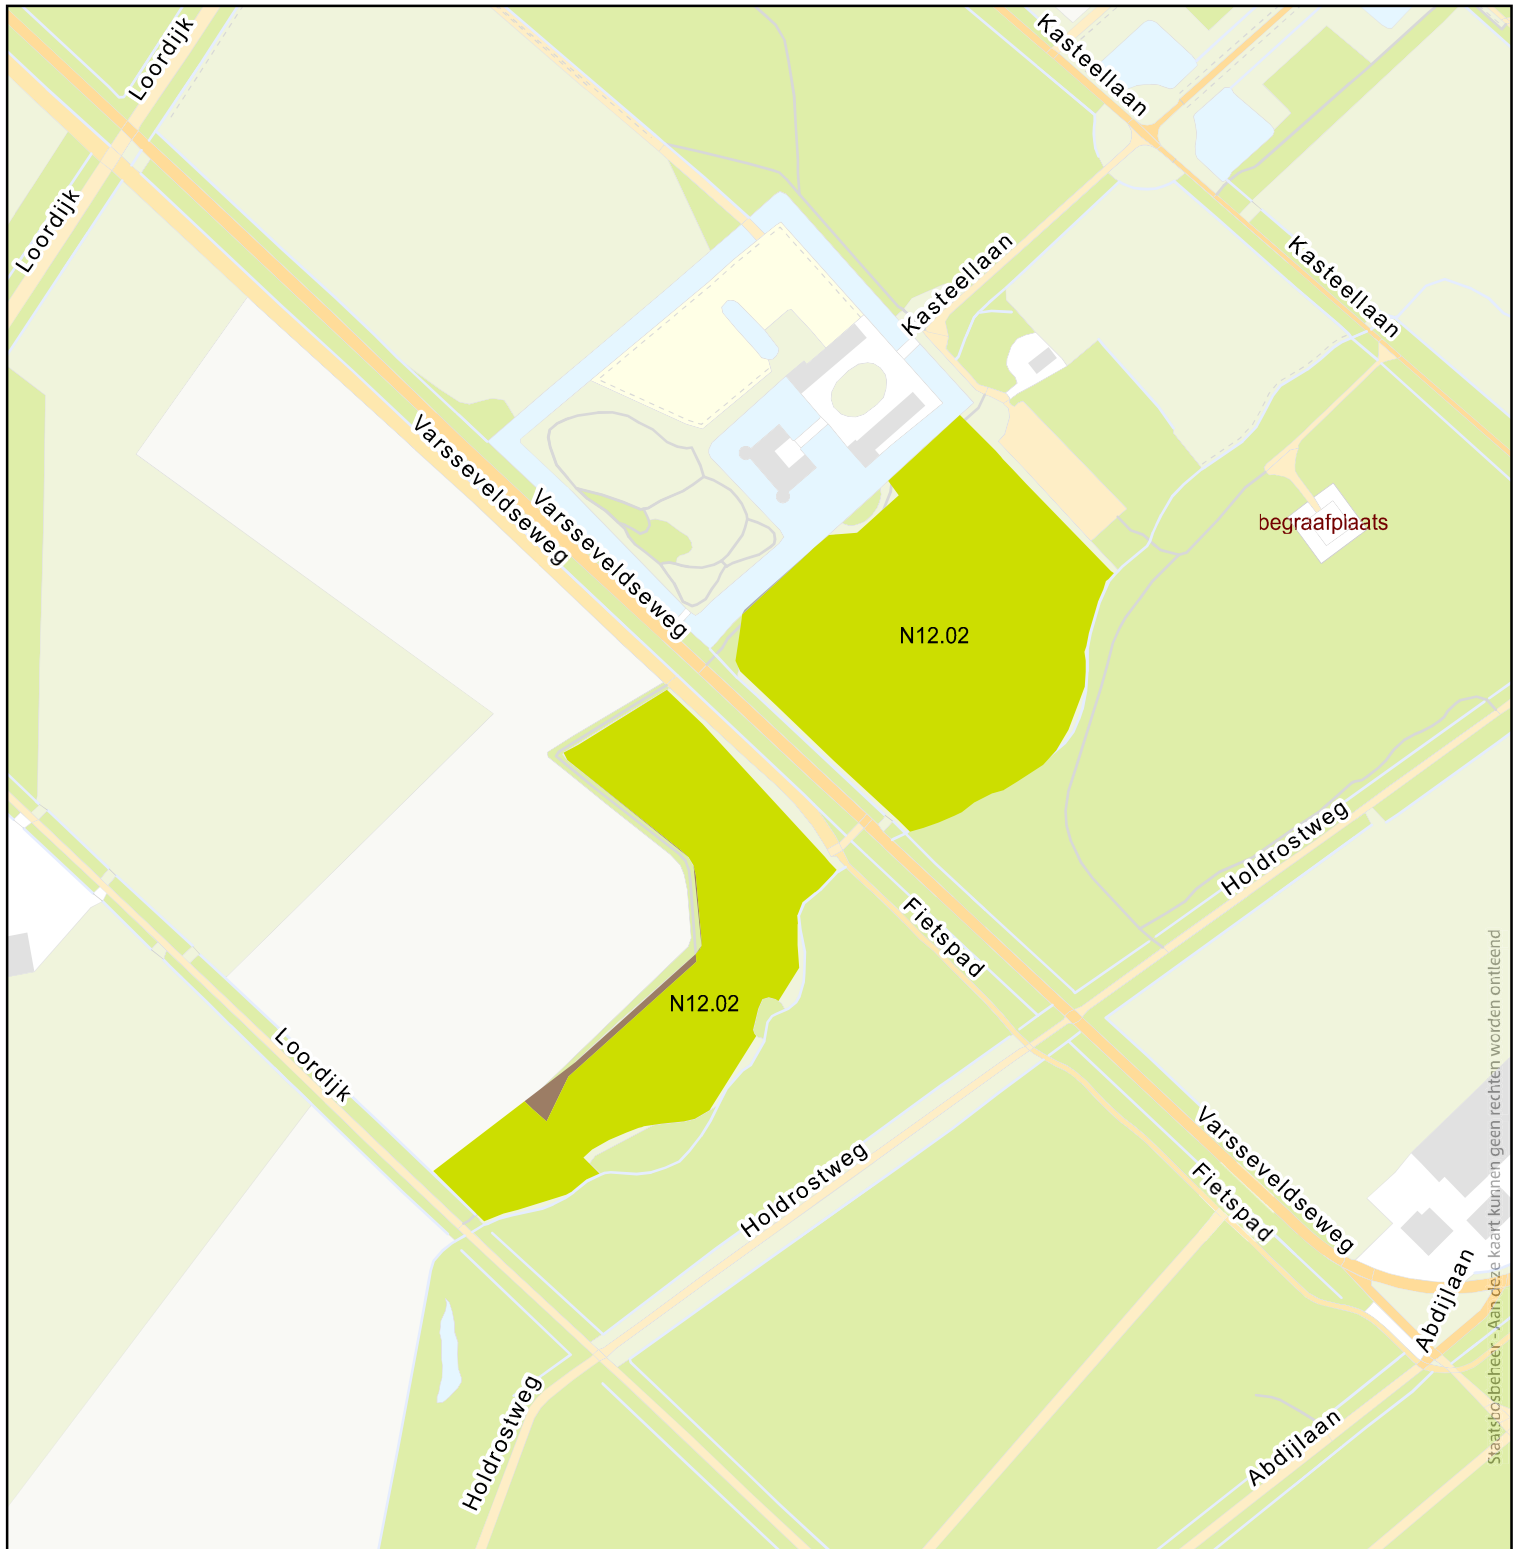 Loordijk
Kasteellaan
Loordijk
Kasteellaan
Kasteellaan
Varsseveldseweg
Varsseveldseweg
begraafplaats
N12.02
Holdrostweg
Fietspad
N12.02
Loordijk
Holdrostweg
Varsseveldseweg
Fietspad
Abdijlaan
Holdrostweg
Abdijlaan
Staatsbosbeheer - Aan deze kaart kunnen geen rechten worden ontleend